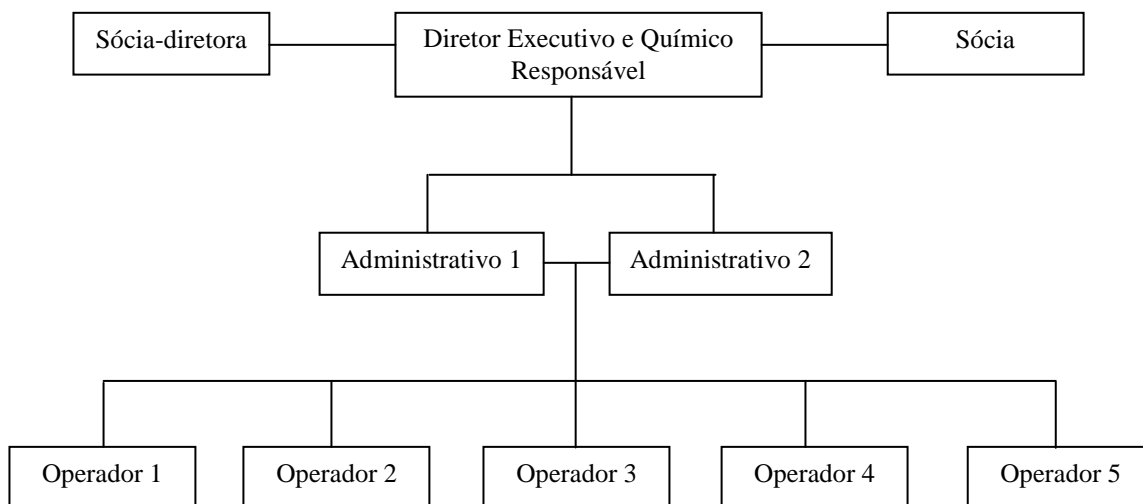 Sócia-diretora
Diretor Executivo e Químico
Responsável
Sócia
Administrativo 1
Administrativo 2
Operador 1
Operador 2
Operador 3
Operador 4
Operador 5